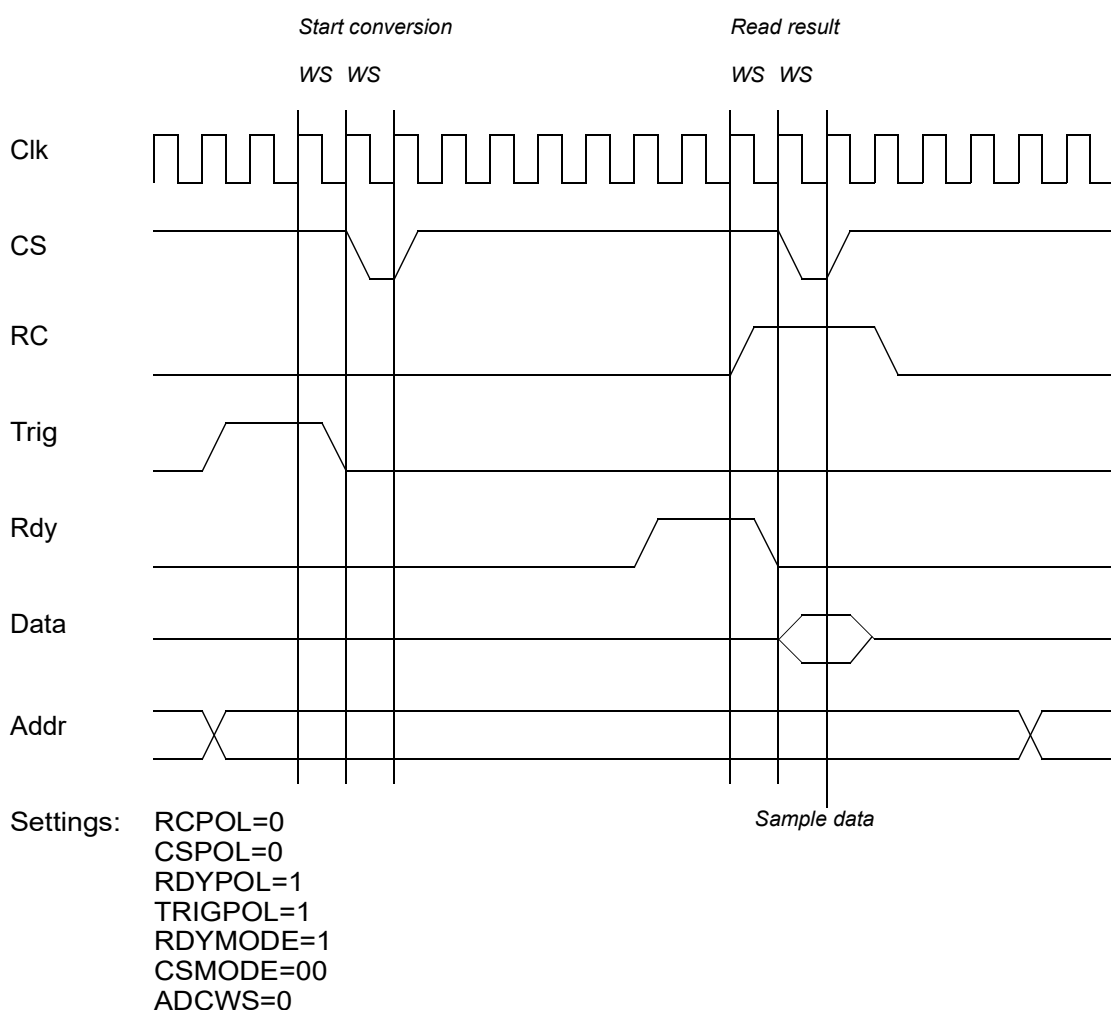 Start conversion Read result
WS WS WS WS
Clk
CS
RC
Trig
Rdy
Data
Addr
Sample data
Settings: RCPOL=0
CSPOL=0
RDYPOL=1
TRIGPOL=1
RDYMODE=1
CSMODE=00
ADCWS=0